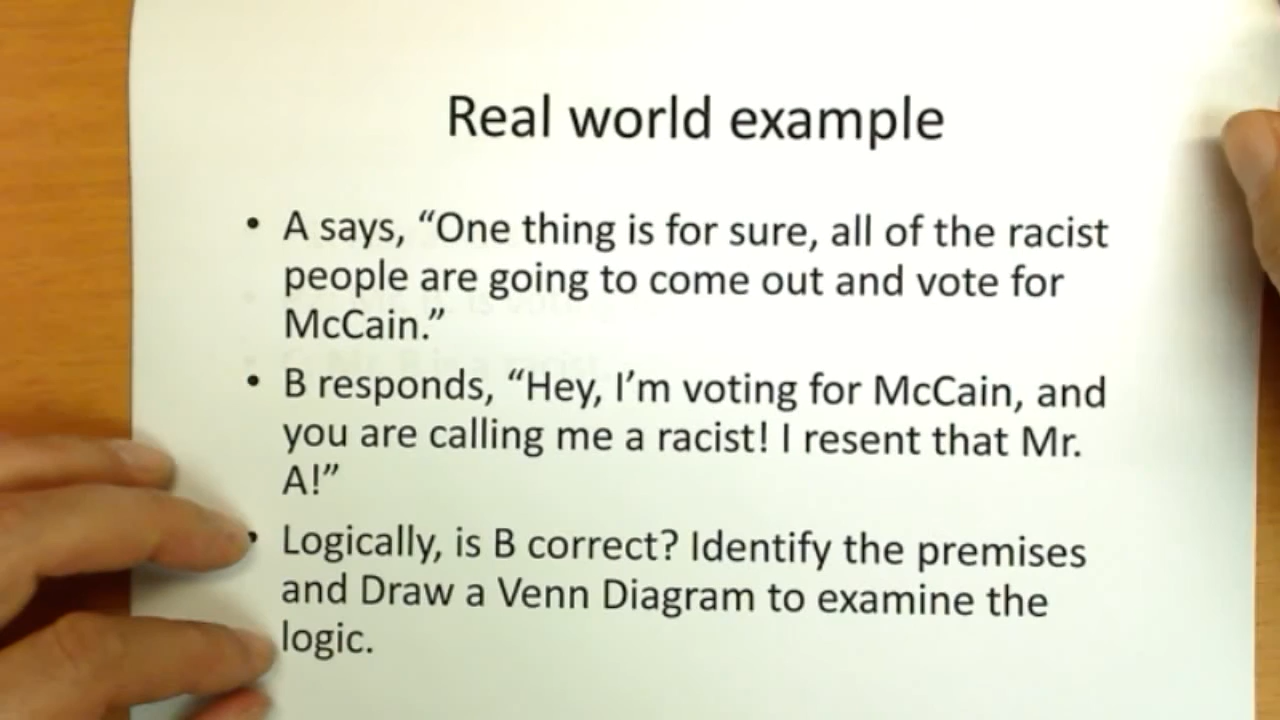 Real world example
• A says, “One thing is for sure, all of the racist
people are going to come out and vote for
McCain.”
• B responds, “Hey, I’m voting for McCain, and
you are calling me a racist! I resent that Mr.
A!”
• Logically, is B correct? Identify the premises
and Draw a Venn Diagram to examine the
logic.